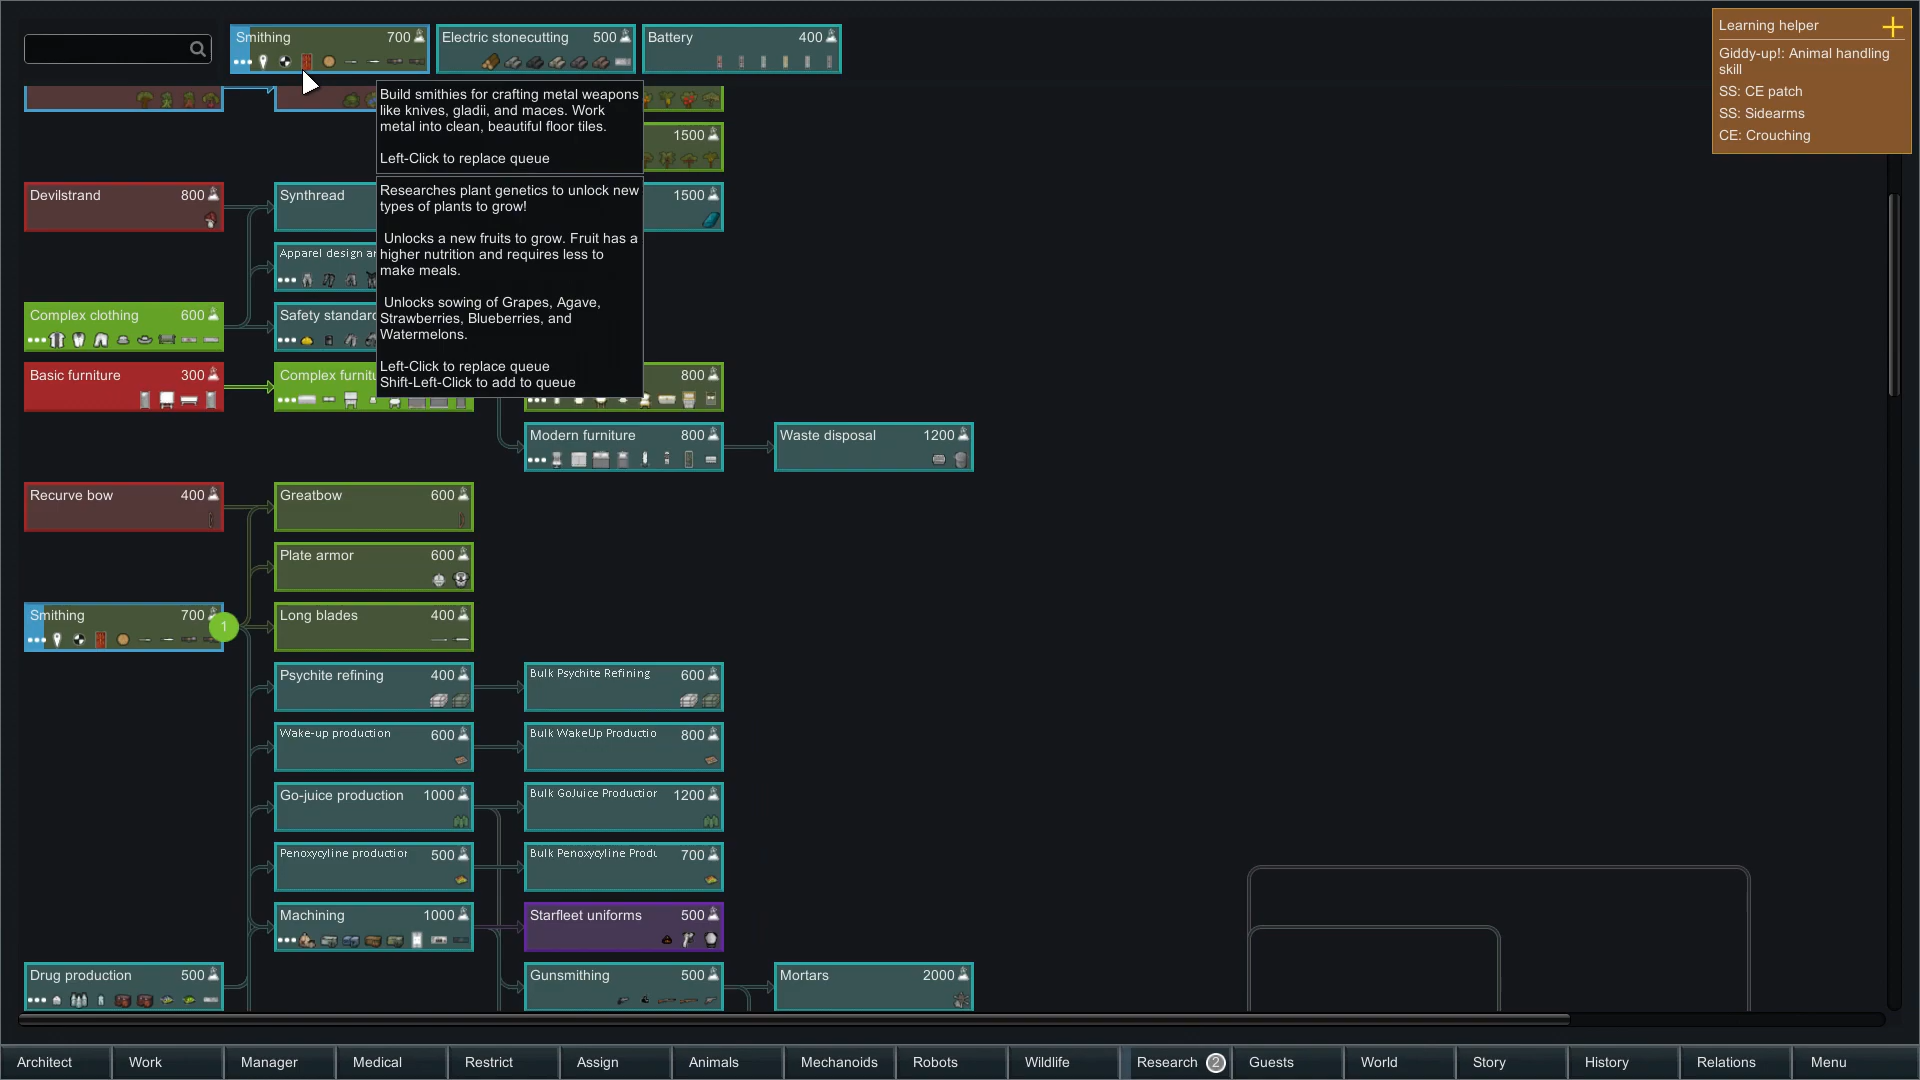 Smithing 700
Electric stonecutting 500
Battery 400
Learning helper
Giddy-up!: Animal handling
skill
SS: CE patch
SS: Sidearms
CE: Crouching
Build smithies for crafting metal weapons
like knives, gladii, and maces. Work
metal into clean, beautiful floor tiles.
Left-Click to replace queue
1500
Researches plant genetics to unlock new
types of plants to grow!
Unlocks a new fruits to grow. Fruit has a
higher nutrition and requires less to
make meals.
Unlocks sowing of Grapes, Agave,
Strawberries, Blueberries, and
Watermelons.
Left-Click to replace queue
Shift-Left-Click to add to queue
Devilstrand 800
Synthread
1500
Apparel design ar
Complex clothing 600
Safety standard
Basic furniture 300
Complex furnitu
800
Modern furniture 800
Waste disposal 1200
Recurve bow 400
Greatbow 600
Plate armor 600
Smithing 700
1
Long blades 400
Psychite refining 400
Bulk Psychite Refining 600
Wake-up production 600
Bulk WakeUp Productio 800
Go-juice production 1000
Bulk GoJuice Production 1200
Penoxycyline production 500
Bulk Penoxycyline Produ 700
Machining 1000
Starfleet uniforms 500
Drug production 500
Gunsmithing 500
Mortars 2000
Architect
Work
Manager
Medical
Restrict
Assign
Animals
Mechanoids
Robots
Wildlife
Research 2
Guests
World
Story
History
Relations
Menu